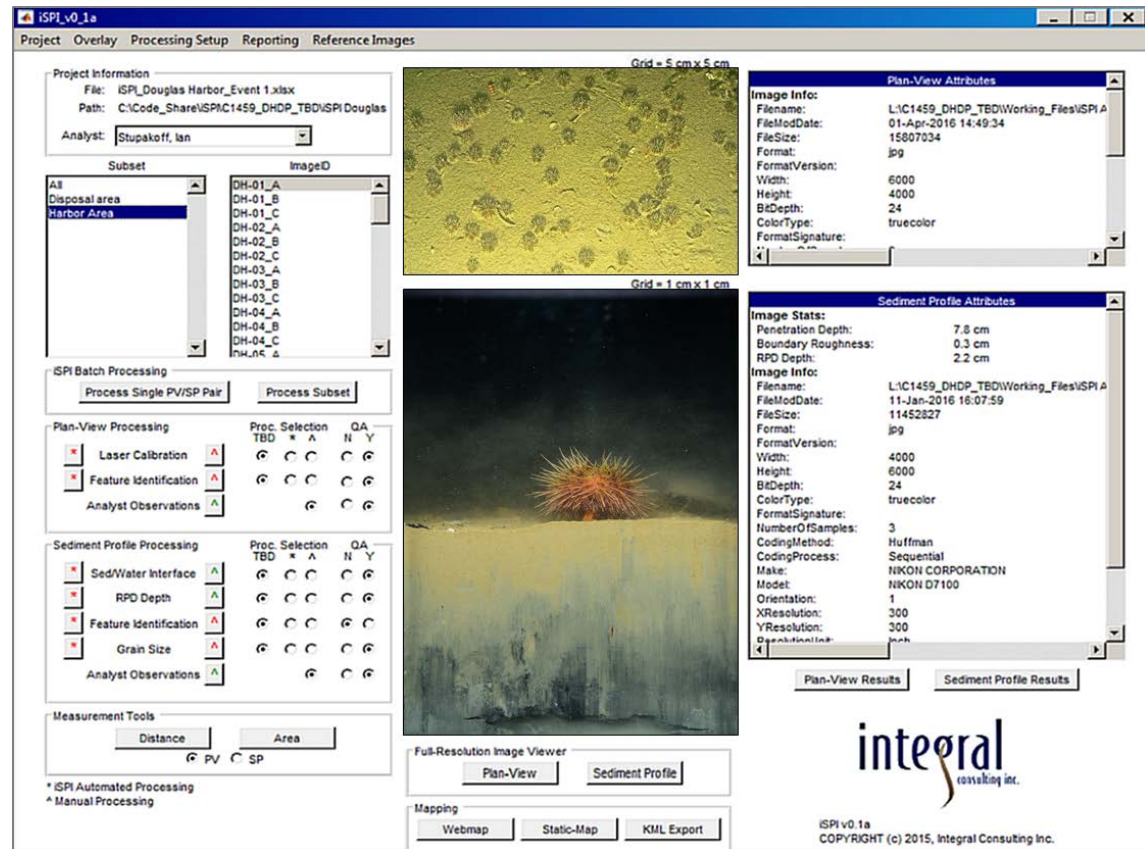 iSPI_v0_1a
Project Overlay Processing Setup Reporting Reference Images
Project Information
File: iSPI_Douglas Harbor_Event 1.xlsx
Path: C:\Code_Share\iSPI\C1459_DHDP_TBD\iSPI Douglas
Analyst: Stupakoff, Ian
Subset
All
Disposal area
Harbor Area
ImageID
DH-01_A
DH-01_B
DH-01_C
DH-02_A
DH-02_B
DH-02_C
DH-03_A
DH-03_B
DH-03_C
DH-04_A
DH-04_B
DH-04_C
DH-05_A
iSPI Batch Processing
Process Single PV/SP Pair Process Subset
Plan-View Processing Proc. Selection QA
TBD * ^ N Y
* Laser Calibration ^
* Feature Identification ^
Analyst Observations ^
Sediment Profile Processing Proc. Selection QA
TBD * ^ N Y
* Sed/Water Interface ^
* RPD Depth ^
* Feature Identification ^
* Grain Size ^
Analyst Observations ^
Measurement Tools
Distance Area
PV SP
* iSPI Automated Processing
^ Manual Processing
Grid = 5 cm x 5 cm
Grid = 1 cm x 1 cm
Full-Resolution Image Viewer
Plan-View Sediment Profile
Mapping
Webmap Static-Map KML Export
Plan-View Attributes
Image Info:
Filename: L:\C1459_DHDP_TBD\Working_Files\iSPI A
FileModDate: 01-Apr-2016 14:49:34
FileSize: 15807034
Format: jpg
FormatVersion:
Width: 6000
Height: 4000
BitDepth: 24
ColorType: truecolor
FormatSignature:
Sediment Profile Attributes
Image Stats:
Penetration Depth: 7.8 cm
Boundary Roughness: 0.3 cm
RPD Depth: 2.2 cm
Image Info:
Filename: L:\C1459_DHDP_TBD\Working_Files\iSPI A
FileModDate: 11-Jan-2016 16:07:59
FileSize: 11452827
Format: jpg
FormatVersion:
Width: 4000
Height: 6000
BitDepth: 24
ColorType: truecolor
FormatSignature:
NumberOfSamples: 3
CodingMethod: Huffman
CodingProcess: Sequential
Make: NIKON CORPORATION
Model: NIKON D7100
Orientation: 1
XResolution: 300
YResolution: 300
ResolutionUnit: Inch
Plan-View Results Sediment Profile Results
integral
consulting inc.
iSPI v0.1a
COPYRIGHT (c) 2015, Integral Consulting Inc.